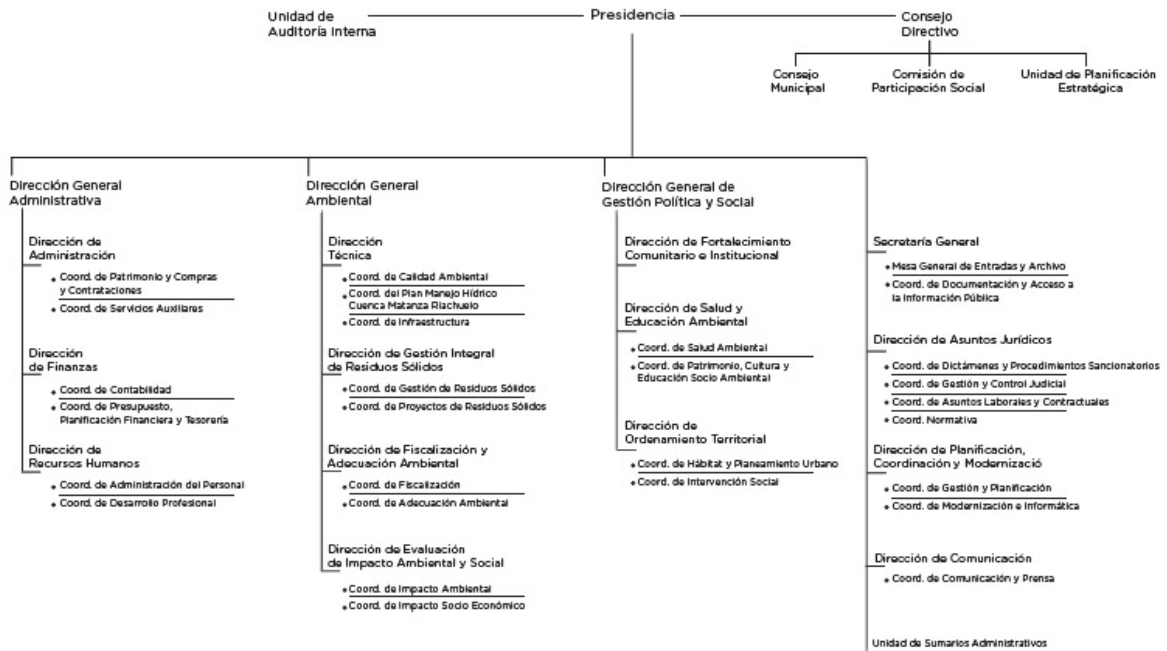 Unidad de
Auditoría Interna
Presidencia
Consejo
Directivo
Consejo
Municipal
Comisión de
Participación Social
Unidad de Planificación
Estratégica
Dirección General
Administrativa
Dirección de
Administración
Coord. de Patrimonio y Compras
y Contrataciones
Coord. de Servicios Auxiliares
Dirección
de Finanzas
Coord. de Contabilidad
Coord. de Presupuesto,
Planificación Financiera y Tesorería
Dirección de
Recursos Humanos
Coord. de Administración del Personal
Coord. de Desarrollo Profesional
Dirección General
Ambiental
Dirección
Técnica
Coord. de Calidad Ambiental
Coord. del Plan Manejo Hídrico
Cuenca Matanza Riachuelo
Coord. de Infraestructura
Dirección de Gestión Integral
de Residuos Sólidos
Coord. de Gestión de Residuos Sólidos
Coord. de Proyectos de Residuos Sólidos
Dirección de Fiscalización y
Adecuación Ambiental
Coord. de Fiscalización
Coord. de Adecuación Ambiental
Dirección de Evaluación
de Impacto Ambiental y Social
Coord. de Impacto Ambiental
Coord. de Impacto Socio Económico
Dirección General de
Gestión Política y Social
Dirección de Fortalecimiento
Comunitario e Institucional
Dirección de Salud y
Educación Ambiental
Coord. de Salud Ambiental
Coord. de Patrimonio, Cultura y
Educación Socio Ambiental
Dirección de
Ordenamiento Territorial
Coord. de Hábitat y Planeamiento Urbano
Coord. de Intervención Social
Secretaría General
Mesa General de Entradas y Archivo
Coord. de Documentación y Acceso a
la Información Pública
Dirección de Asuntos Jurídicos
Coord. de Dictámenes y Procedimientos Sancionatorios
Coord. de Gestión y Control Judicial
Coord. de Asuntos Laborales y Contractuales
Coord. Normativa
Dirección de Planificación,
Coordinación y Modernizació
Coord. de Gestión y Planificación
Coord. de Modernización e Informática
Dirección de Comunicación
Coord. de Comunicación y Prensa
Unidad de Sumarios Administrativos